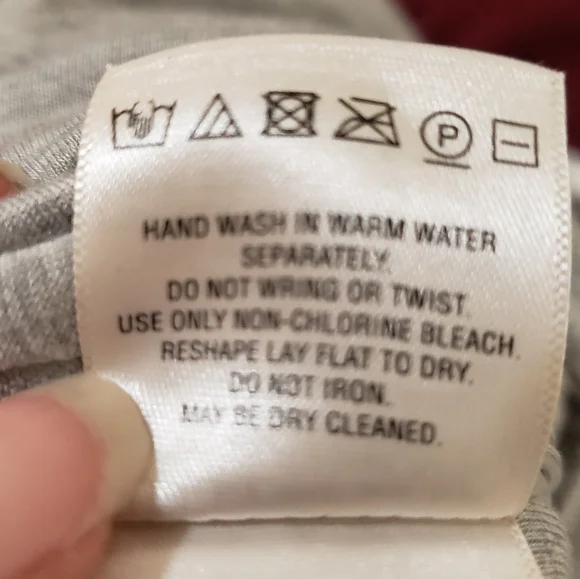 P
HAND WASH IN WARM WATER
SEPARATELY.
DO NOT WRING OR TWIST.
USE ONLY NON-CHLORINE BLEACH.
RESHAPE LAY FLAT TO DRY.
DO NOT IRON.
MAY BE DRY CLEANED.